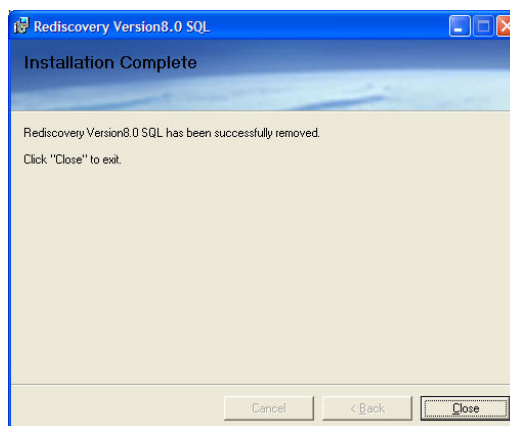 Rediscovery Version8.0 SQL
Installation Complete
Rediscovery Version8.0 SQL has been successfully removed.
Click "Close" to exit.
Cancel
< Back
Close